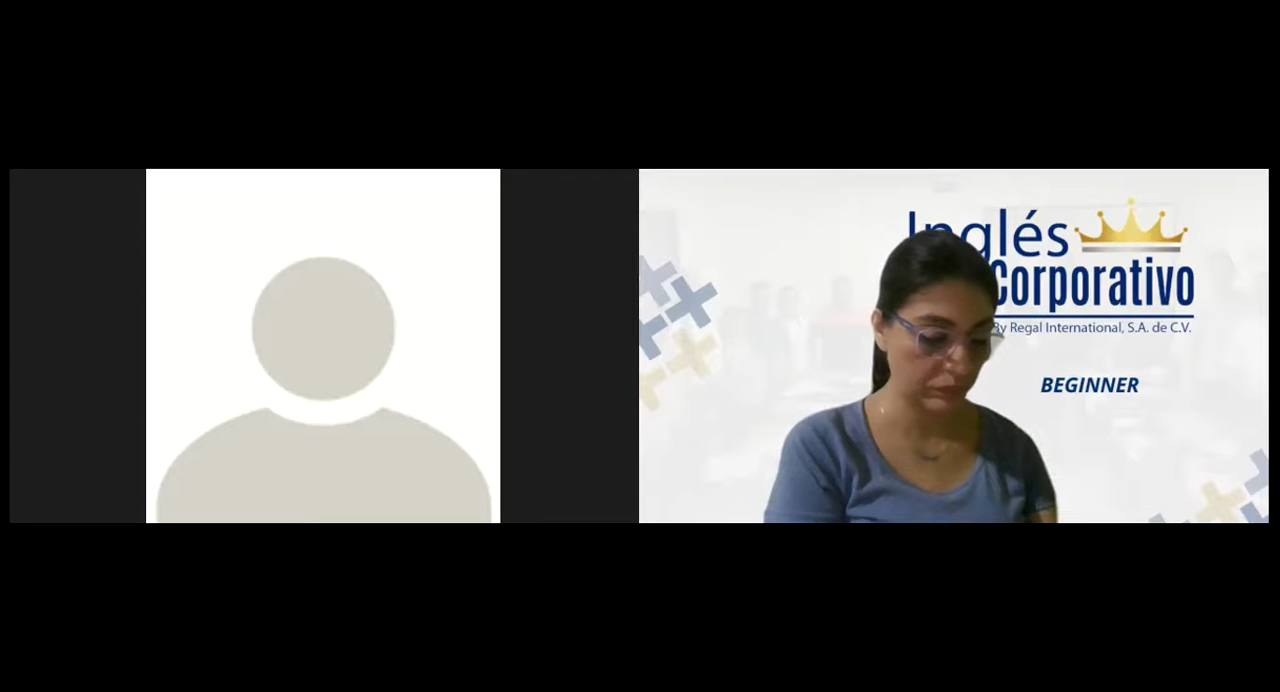 Inglés
Corporativo
By Regal International, S.A. de C.V.
BEGINNER